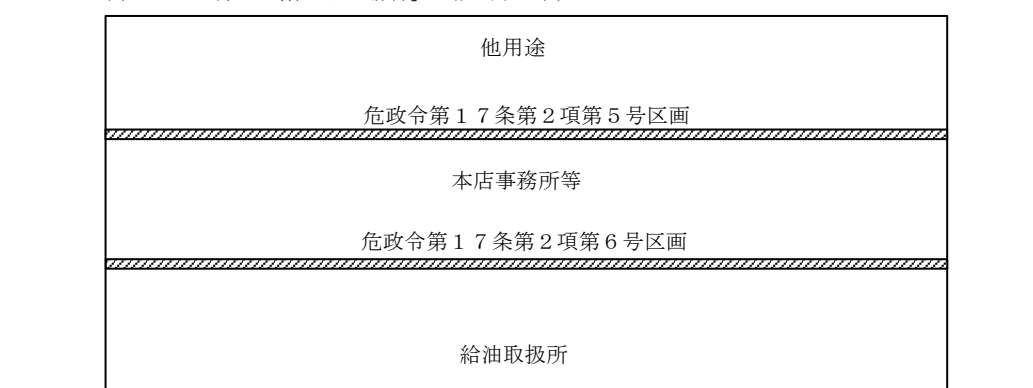 他用途
危政令第１７条第２項第５号区画
本店事務所等
危政令第１７条第２項第６号区画
給油取扱所